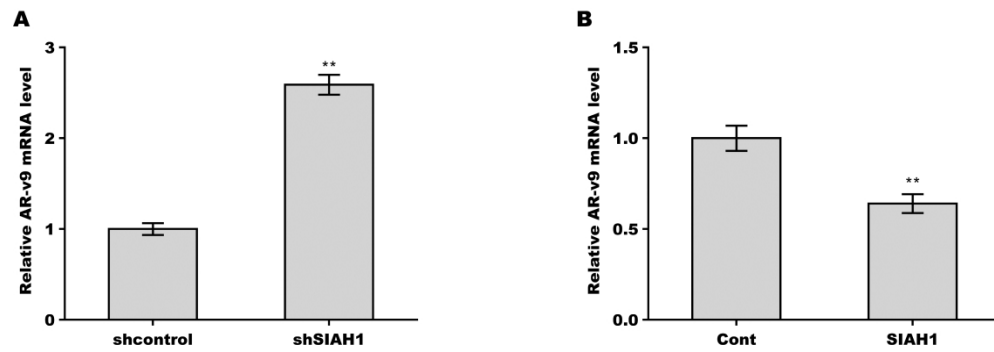 A
Relative AR-v9 mRNA level
3
2
1
0
**
shcontrol
shSIAH1
B
Relative AR-v9 mRNA level
1.5
1.0
0.5
0.0
**
Cont
SIAH1